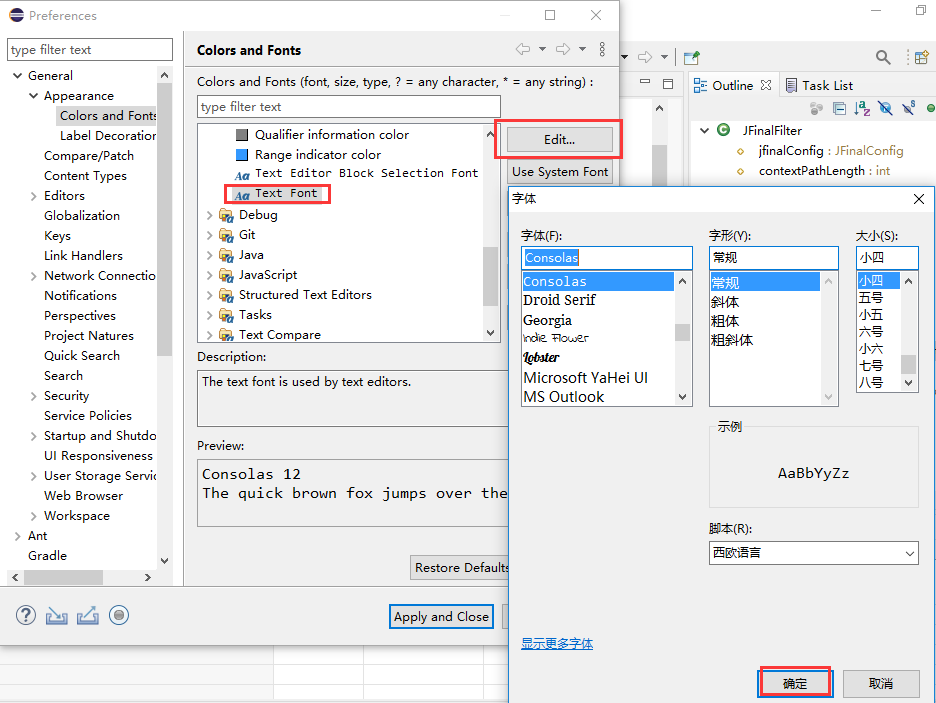 Preferences
type filter text
General
Appearance
Colors and Fonts
Label Decoration
Compare/Patch
Content Types
Editors
Globalization
Keys
Link Handlers
Network Connectio
Notifications
Perspectives
Project Natures
Quick Search
Search
Security
Service Policies
Startup and Shutdo
UI Responsiveness
User Storage Servic
Web Browser
Workspace
Ant
Gradle
Colors and Fonts
Colors and Fonts (font, size, type, ? = any character, * = any string) :
type filter text
Qualifier information color
Range indicator color
Aa Text Editor Block Selection Font
Aa Text Font
Debug
Git
Java
JavaScript
Structured Text Editors
Tasks
Text Compare
Edit...
Use System Font
Description:
The text font is used by text editors.
Preview:
Consolas 12
The quick brown fox jumps over the
Restore Defaults
Apply and Close
Outline
Task List
JFinalFilter
jfinalConfig : JFinalConfig
contextPathLength : int
字体
字体(F):
Consolas
Consolas
Droid Serif
Georgia
Indie Flower
Lobster
Microsoft YaHei UI
MS Outlook
字形(Y):
常规
常规
斜体
粗体
粗斜体
大小(S):
小四
小四
五号
小五
六号
小六
七号
八号
示例
AaBbYyZz
脚本(R):
西欧语言
显示更多字体
确定
取消